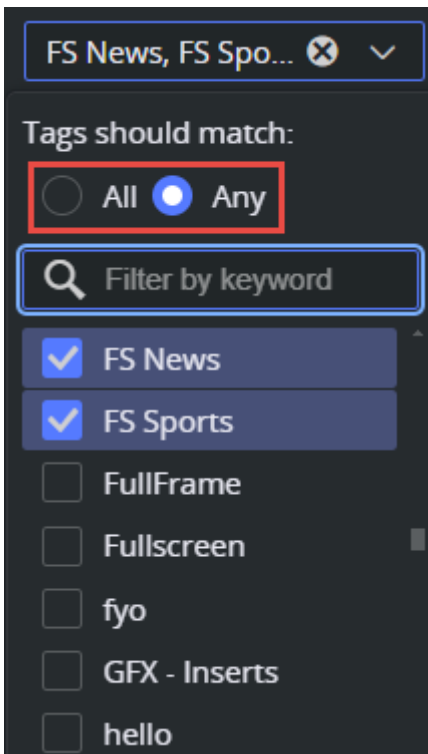 FS News, FS Spo...
Tags should match:
All Any
Filter by keyword
FS News
FS Sports
FullFrame
Fullscreen
fyo
GFX - Inserts
hello